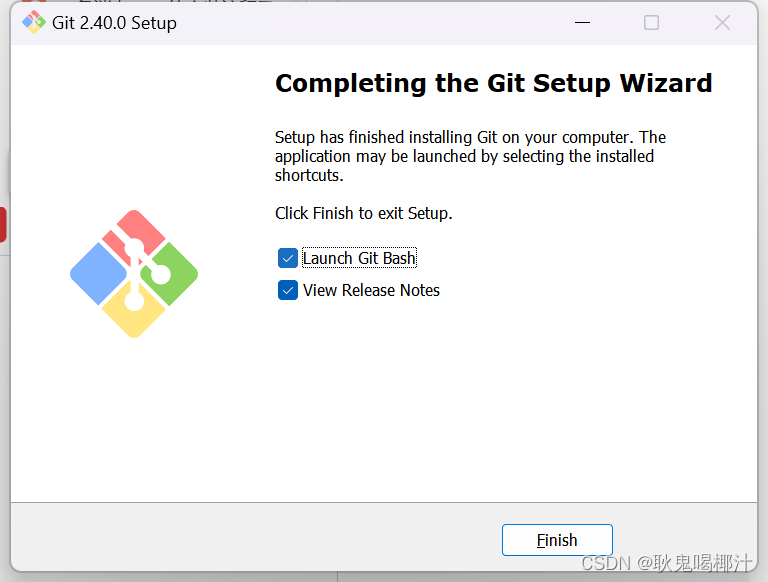 Git 2.40.0 Setup
Completing the Git Setup Wizard
Setup has finished installing Git on your computer. The
application may be launched by selecting the installed
shortcuts.
Click Finish to exit Setup.
Launch Git Bash
View Release Notes
Finish
CSDN @耿鬼喝椰汁